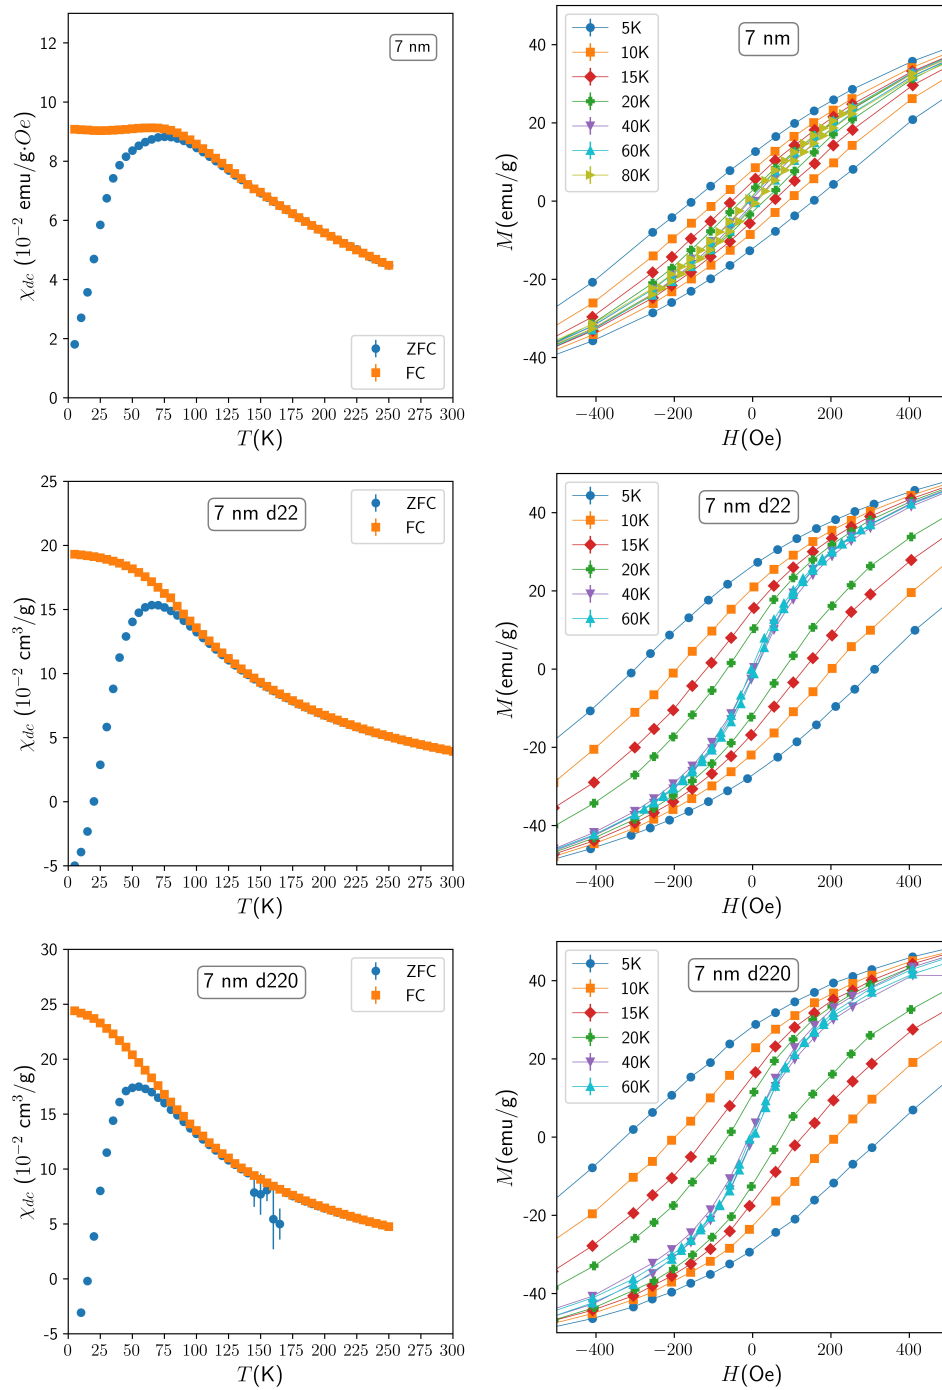 7 nm
12
10
8
6
4
2
0
0 25 50 75 100 125 150 175 200 225 250 275 300
χdc (10−2 emu/g·Oe)
T(K)
ZFC
FC
7 nm
5K
10K
15K
20K
40K
60K
80K
40
20
0
-20
-40
−400 −200 0 200 400
M(emu/g)
H(Oe)
7 nm d22
ZFC
FC
25
20
15
10
5
0
-5
0 25 50 75 100 125 150 175 200 225 250 275 300
χdc (10−2 cm3/g)
T(K)
7 nm d22
5K
10K
15K
20K
40K
60K
40
20
0
-20
-40
−400 −200 0 200 400
M(emu/g)
H(Oe)
7 nm d220
ZFC
FC
30
25
20
15
10
5
0
-5
0 25 50 75 100 125 150 175 200 225 250 275 300
χdc (10−2 cm3/g)
T(K)
7 nm d220
5K
10K
15K
20K
40K
60K
40
20
0
-20
-40
−400 −200 0 200 400
M(emu/g)
H(Oe)